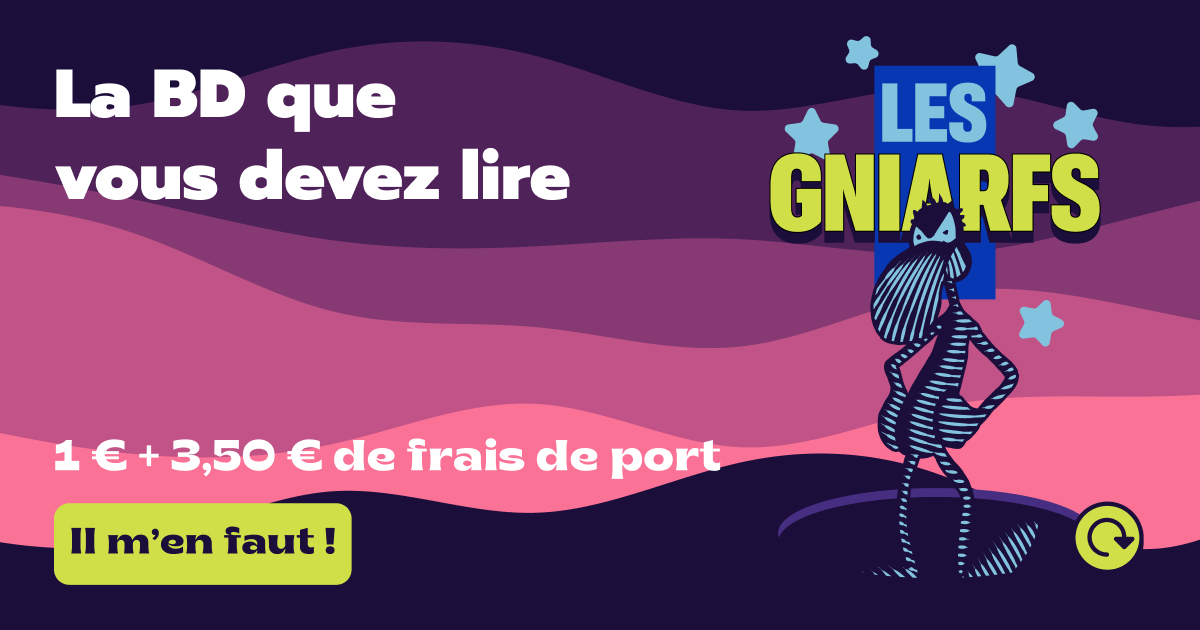 La BD que
vous devez lire
LES
GNIARFS
1 € + 3,50 € de frais de port
Il m’en faut !